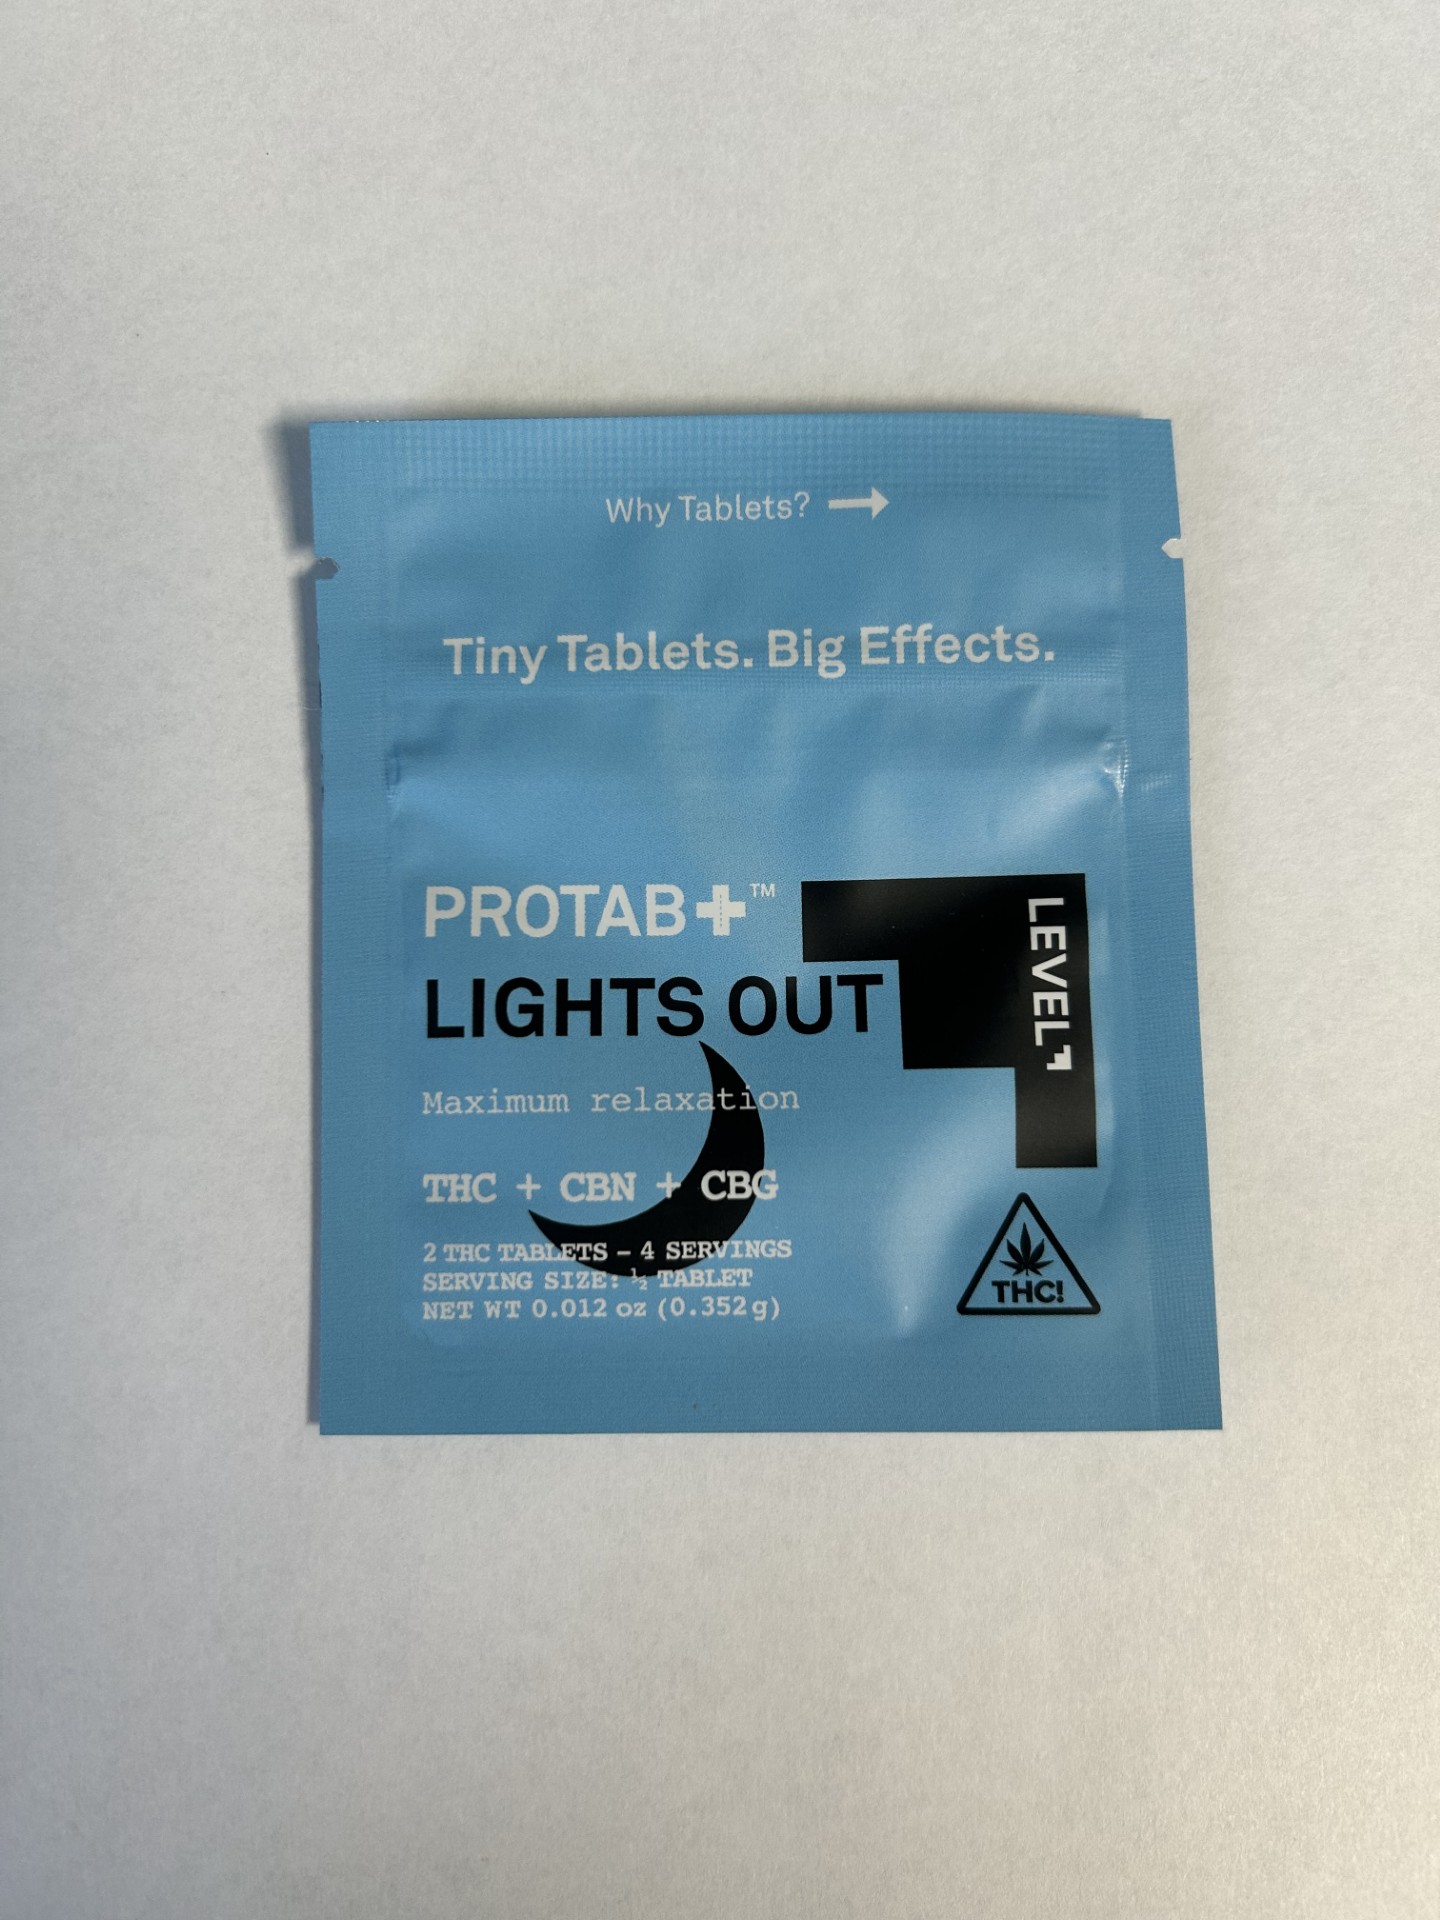 Why Tablets? →
Tiny Tablets. Big Effects.
PROTAB+™
LIGHTS OUT
LEVEL
Maximum relaxation
THC + CBN + CBG
2 THC TABLETS – 4 SERVINGS
SERVING SIZE: ½ TABLET
NET WT 0.012 oz (0.352g)
THC!